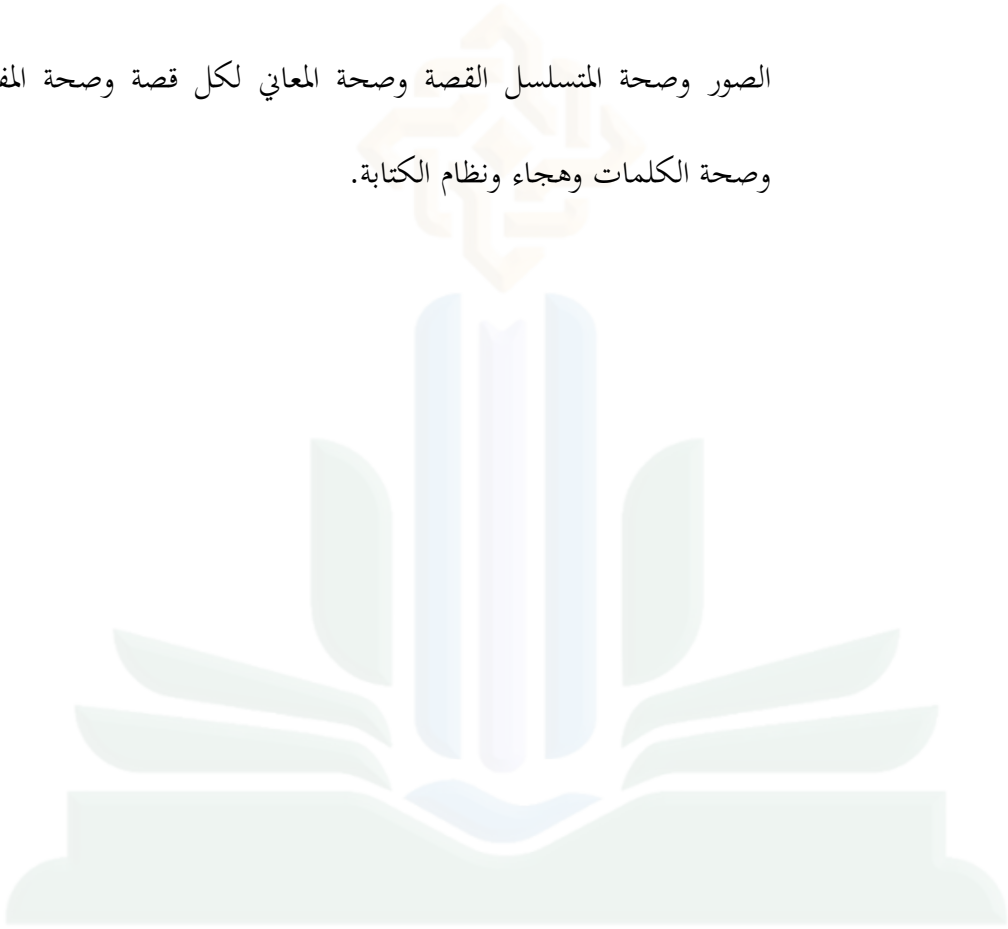 الصور وصحة المتسلسل القصة وصحة المعاني لكل قصة وصحة
وصحة الكلمات وهجاء ونظام الكتابة.